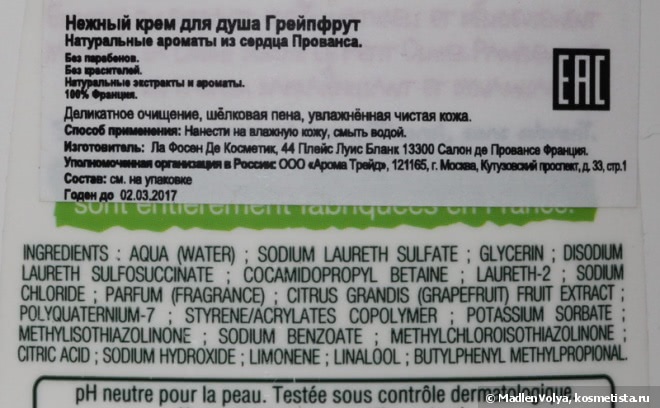 Нежный крем для душа Грейпфрут
Натуральные ароматы из сердца Прованса.
Без парабенов.
Без красителей.
Натуральные экстракты и ароматы.
100% Франция.
EAC
Деликатное очищение, шёлковая пена, увлажнённая чистая кожа.
Способ применения: Нанести на влажную кожу, смыть водой.
Изготовитель: Ла Фосен Де Косметик, 44 Плейс Луис Бланк 13300 Салон де Провансе Франция.
Уполномоченная организация в России: ООО «Арома Трейд», 121165, г. Москва, Кутузовский проспект, д. 33, стр.1
Состав: см. на упаковке
Годен до 02.03.2017
sont entièrement fabriquées en France.
INGREDIENTS : AQUA (WATER) ; SODIUM LAURETH SULFATE ; GLYCERIN ; DISODIUM
LAURETH SULFOSUCCINATE ; COCAMIDOPROPYL BETAINE ; LAURETH-2 ; SODIUM
CHLORIDE ; PARFUM (FRAGRANCE) ; CITRUS GRANDIS (GRAPEFRUIT) FRUIT EXTRACT ;
POLYQUATERNIUM-7 ; STYRENE/ACRYLATES COPOLYMER ; POTASSIUM SORBATE ;
METHYLISOTHIAZOLINONE ; SODIUM BENZOATE ; METHYLCHLOROISOTHIAZOLINONE ;
CITRIC ACID ; SODIUM HYDROXIDE ; LIMONENE ; LINALOOL ; BUTYLPHENYL METHYLPROPIONAL.
pH neutre pour la peau. Testée sous contrôle dermatologique
© MadlenVolya, kosmetista.ru